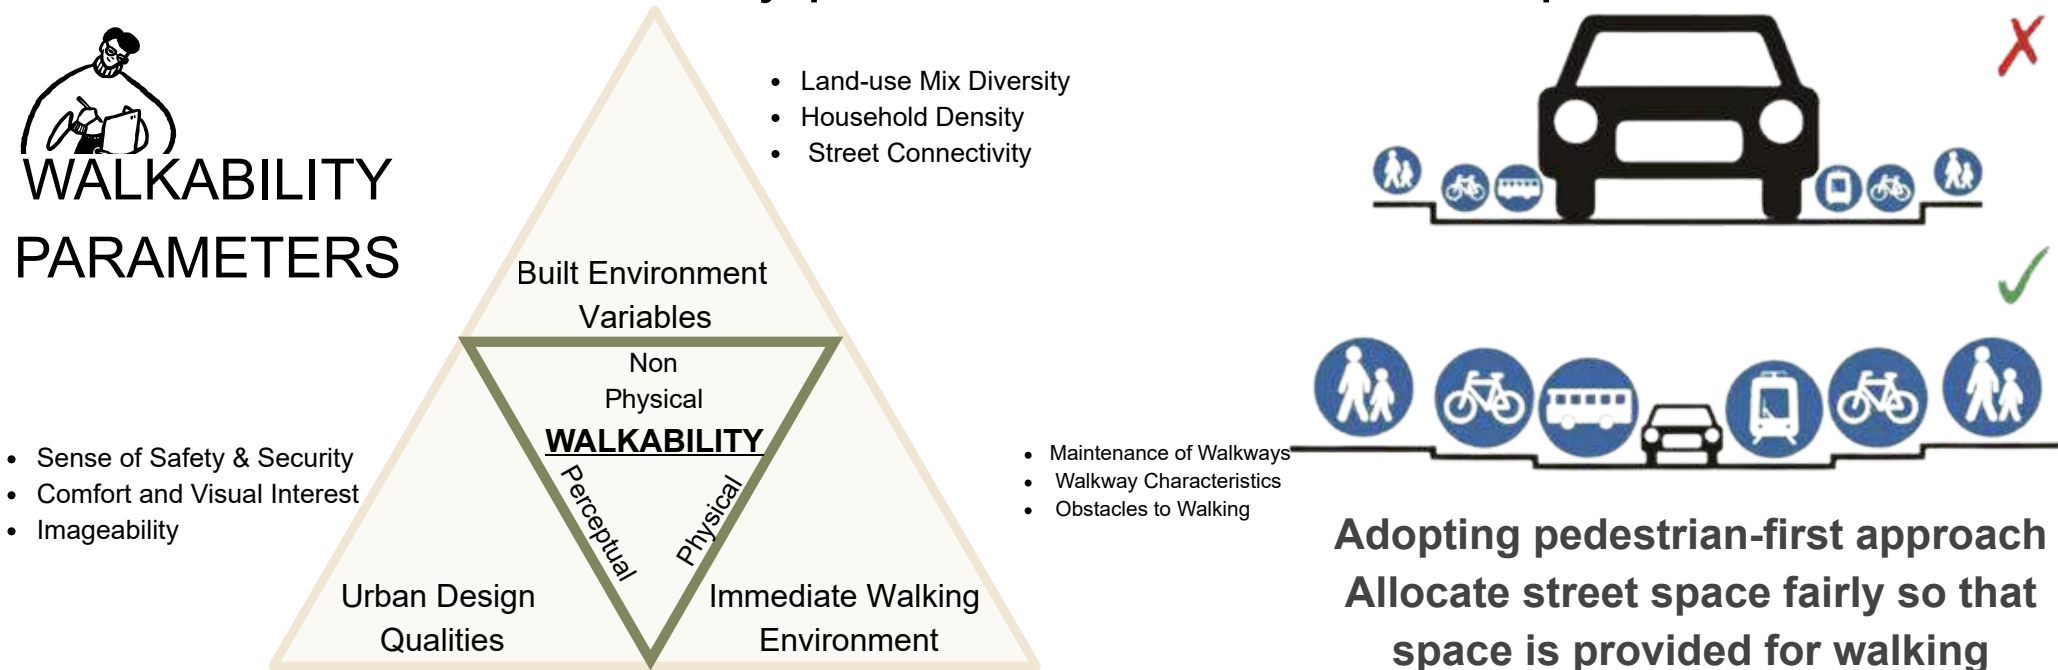 WALKABILITY
PARAMETERS
• Land-use Mix Diversity
• Household Density
• Street Connectivity
Built Environment
Variables
Non
Physical
WALKABILITY
Perceptual
Physical
• Sense of Safety & Security
• Comfort and Visual Interest
• Imageability
Urban Design
Qualities
Immediate Walking
Environment
• Maintenance of Walkways
• Walkway Characteristics
• Obstacles to Walking
Adopting pedestrian-first approach
Allocate street space fairly so that
space is provided for walking